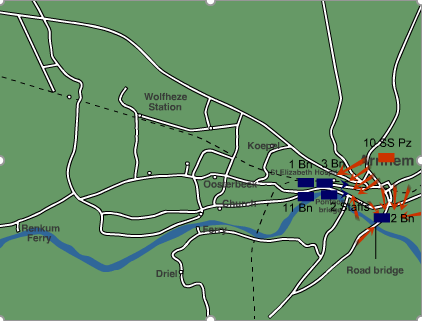 Wolfheze
Station
10 SS Pz
Koepel
1 Bn 3 Bn
Arnhem
St Elizabeth Hosp
Oosterbeek
Church
11 Bn
2 Staffs
2 Bn
Renkum
Ferry
Ferry
Driel
Road bridge